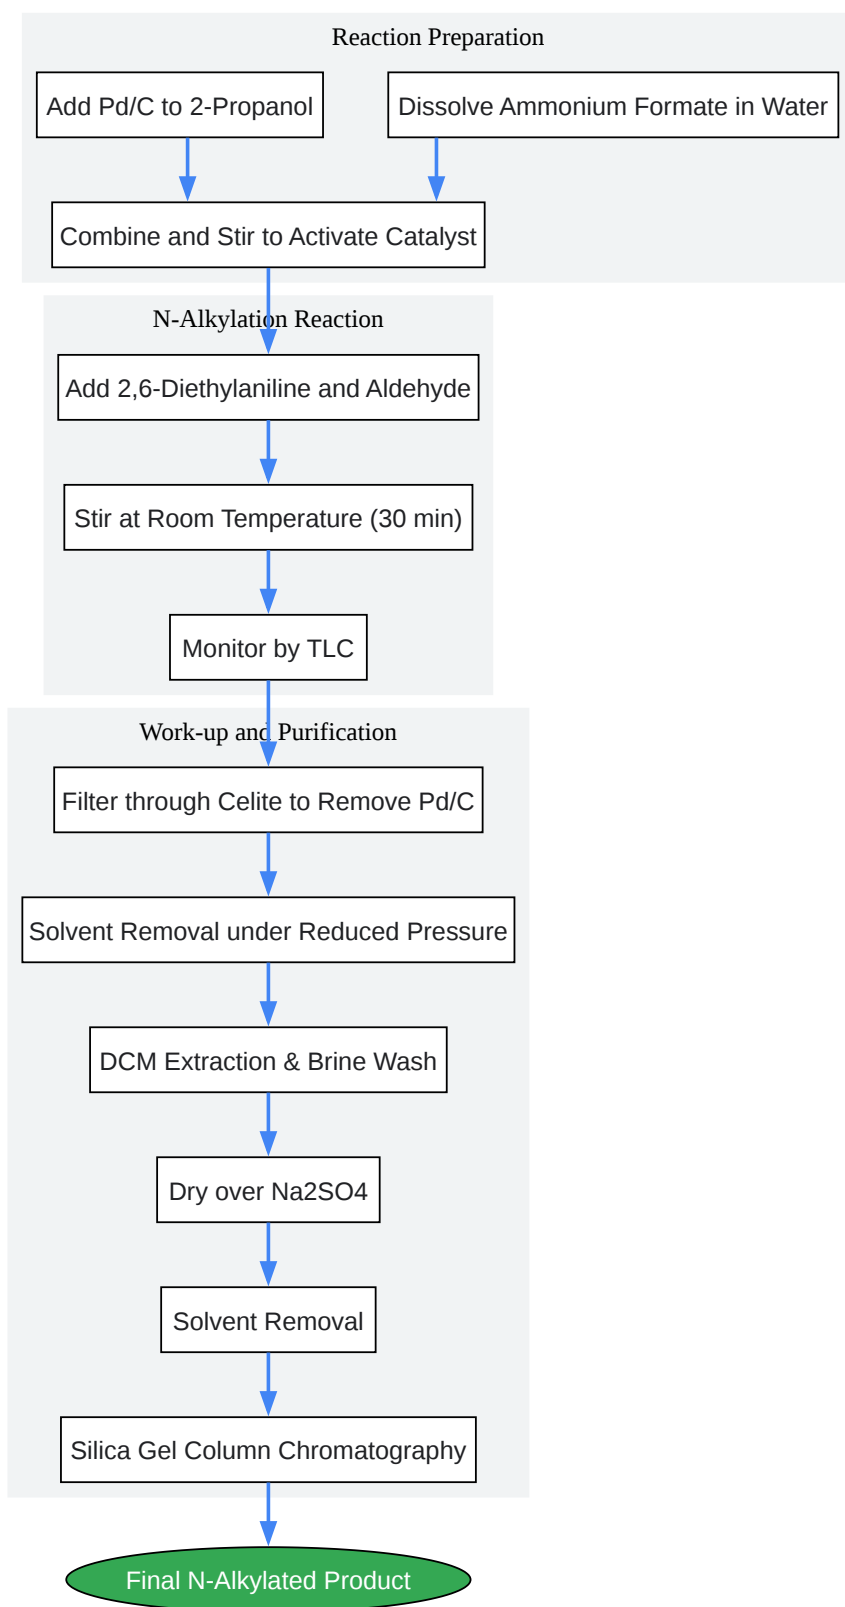 Reaction Preparation
Add Pd/C to 2-Propanol
Dissolve Ammonium Formate in Water
Combine and Stir to Activate Catalyst
N-Alkylation Reaction
Add 2,6-Diethylaniline and Aldehyde
Stir at Room Temperature (30 min)
Monitor by TLC
Work-up and Purification
Filter through Celite to Remove Pd/C
Solvent Removal under Reduced Pressure
DCM Extraction & Brine Wash
Dry over Na2SO4
Solvent Removal
Silica Gel Column Chromatography
Final N-Alkylated Product